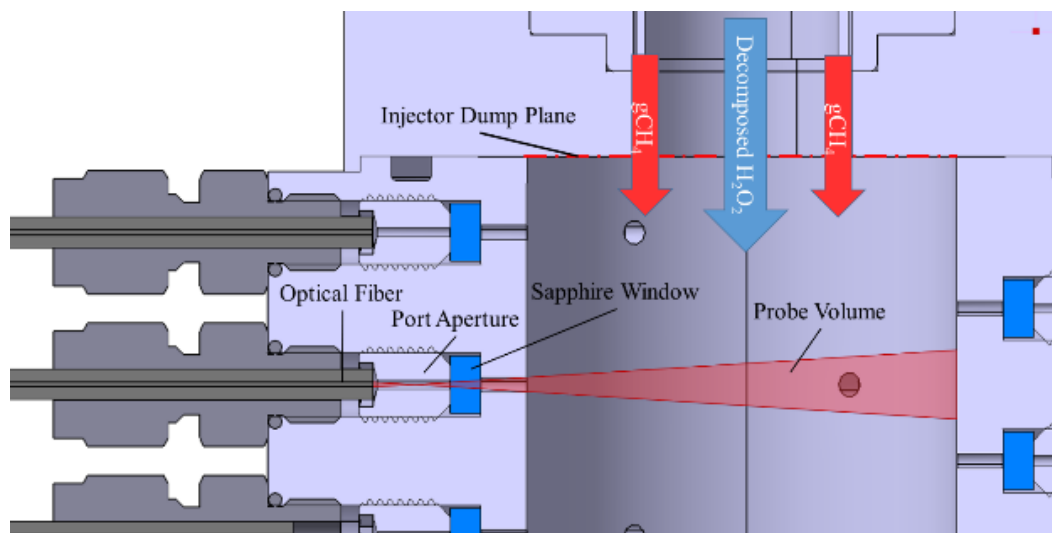 gCH₄
Decomposed H₂O₂
gCH₄
Injector Dump Plane
Optical Fiber
Sapphire Window
Port Aperture
Probe Volume